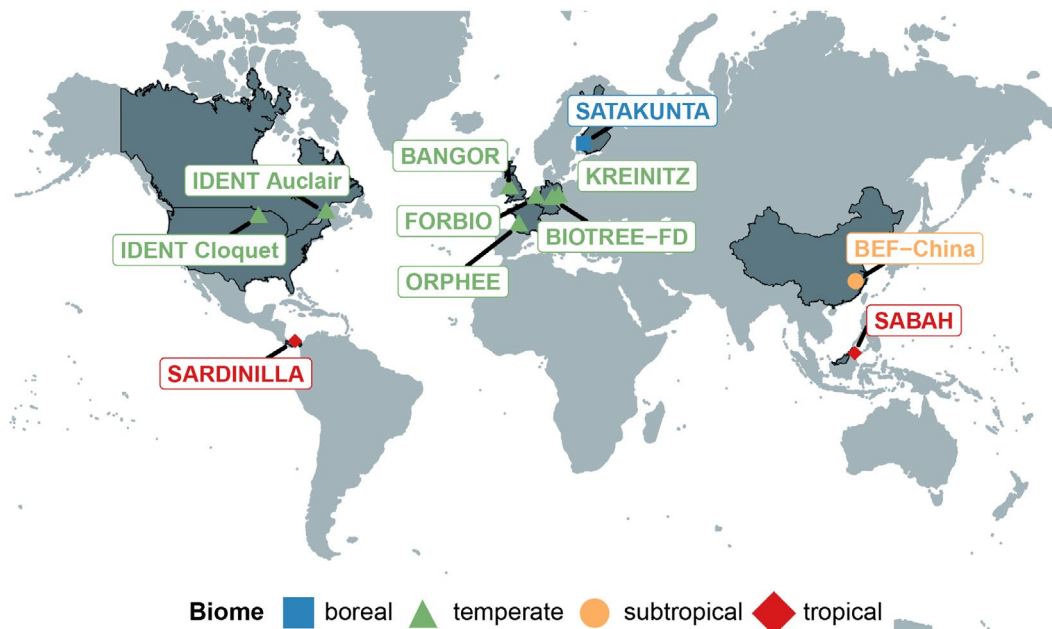 SATAKUNTA
BANGOR
KREINITZ
IDENT Auclair
FORBIO
BIOTREE−FD
IDENT Cloquet
BEF−China
ORPHEE
SABAH
SARDINILLA
Biome boreal temperate subtropical tropical